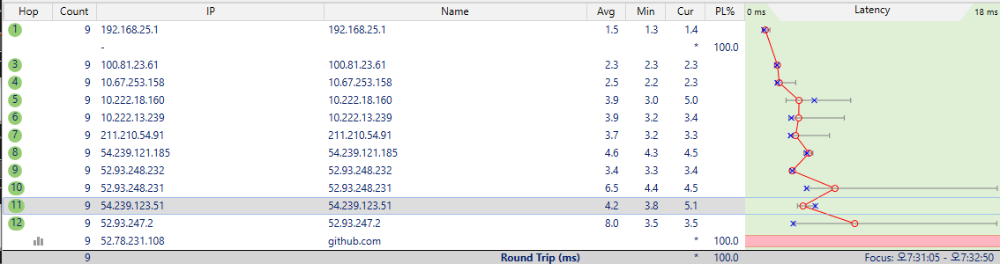 Hop Count IP Name Avg Min Cur PL% 0 ms Latency 18 ms
1 9 192.168.25.1 192.168.25.1 1.5 1.3 1.4
- * 100.0
3 9 100.81.23.61 100.81.23.61 2.3 2.3 2.3
4 9 10.67.253.158 10.67.253.158 2.5 2.2 2.3
5 9 10.222.18.160 10.222.18.160 3.9 3.0 5.0
6 9 10.222.13.239 10.222.13.239 3.9 3.2 3.4
7 9 211.210.54.91 211.210.54.91 3.7 3.2 3.3
8 9 54.239.121.185 54.239.121.185 4.6 4.3 4.5
9 9 52.93.248.232 52.93.248.232 3.4 3.3 3.4
10 9 52.93.248.231 52.93.248.231 6.5 4.4 4.5
11 9 54.239.123.51 54.239.123.51 4.2 3.8 5.1
12 9 52.93.247.2 52.93.247.2 8.0 3.5 3.5
9 52.78.231.108 github.com * 100.0
9 Round Trip (ms) * 100.0 Focus: 오7:31:05 - 오7:32:50